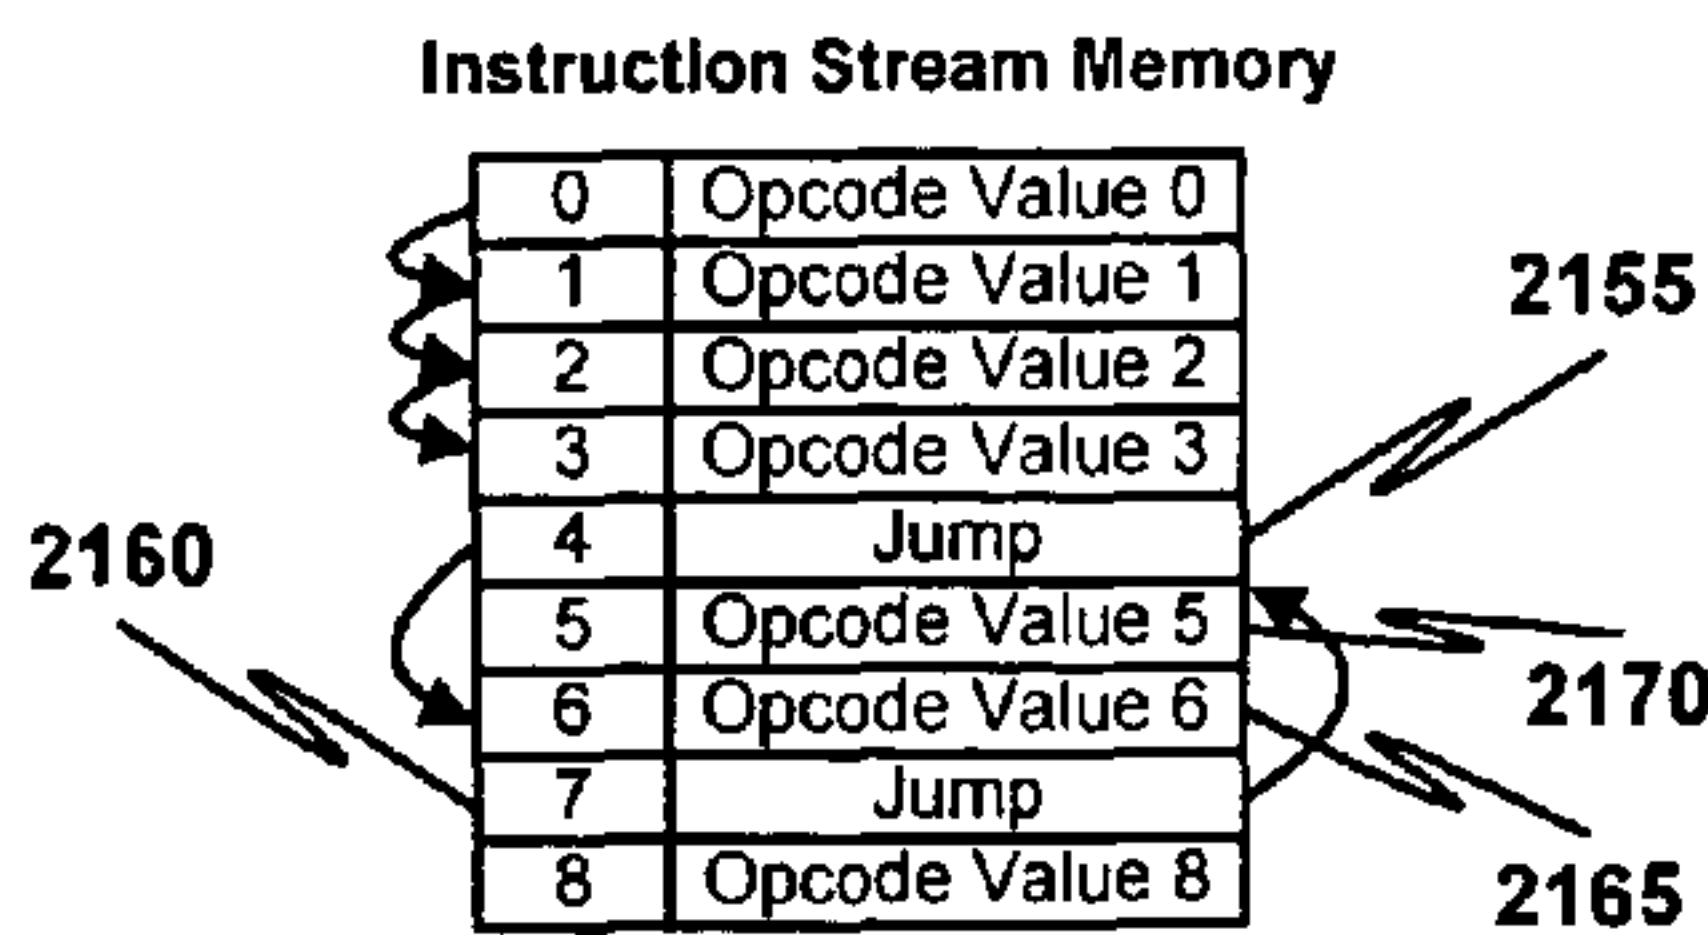 Instruction Stream Memory
0 Opcode Value 0
1 Opcode Value 1
2155
2 Opcode Value 2
3 Opcode Value 3
4 Jump
2160
5 Opcode Value 5
2170
6 Opcode Value 6
7 Jump
8 Opcode Value 8
2165